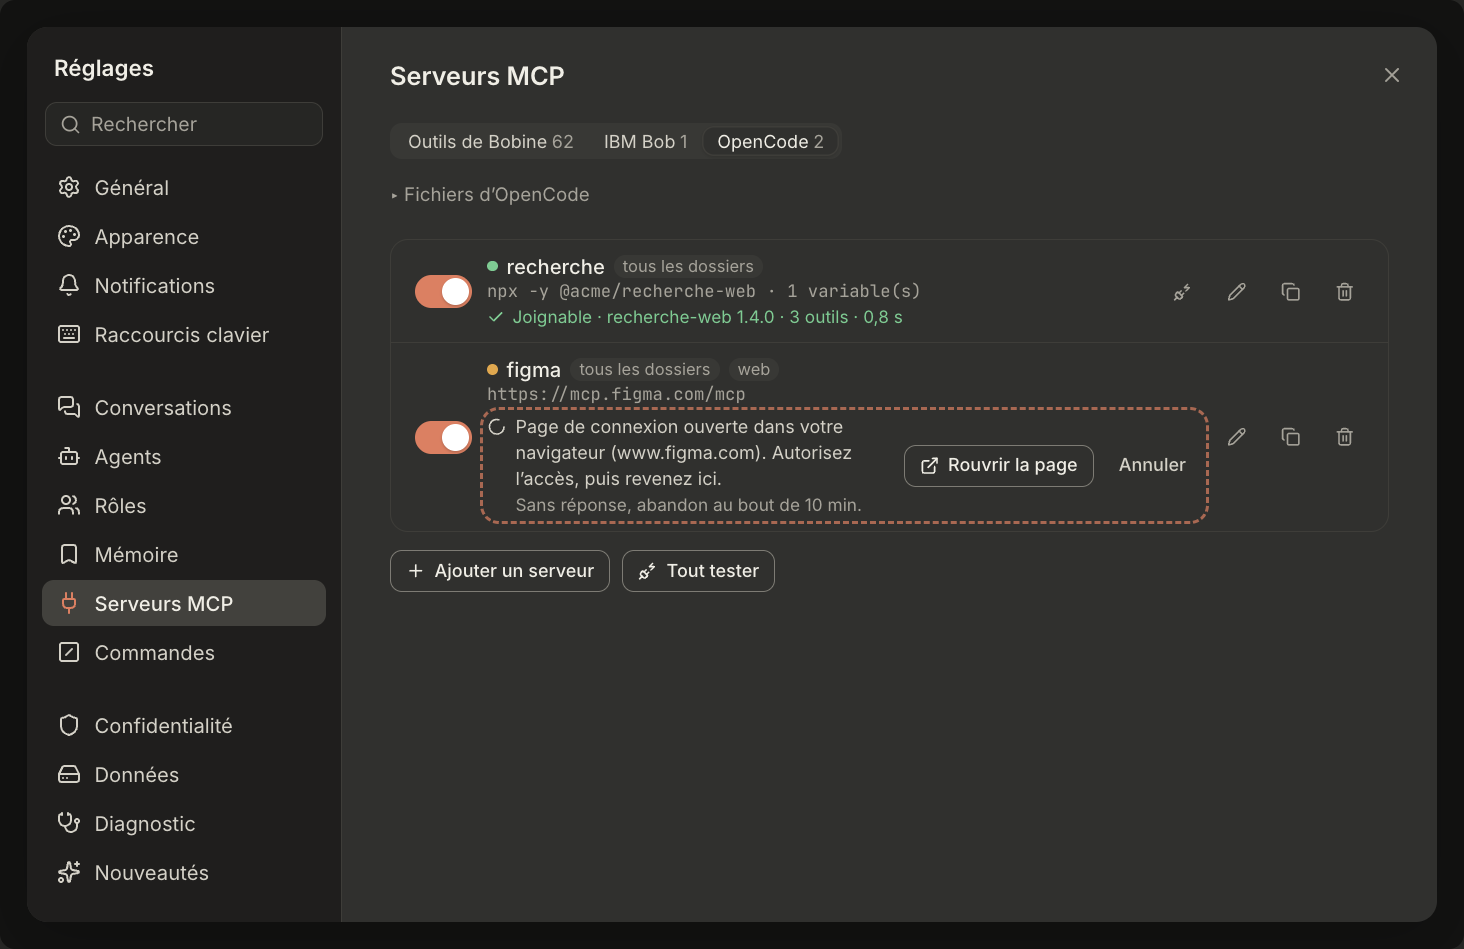 Réglages
Rechercher
Général
Apparence
Notifications
Raccourcis clavier
Conversations
Agents
Rôles
Mémoire
Serveurs MCP
Commandes
Confidentialité
Données
Diagnostic
Nouveautés
Serveurs MCP
Outils de Bobine 62 IBM Bob 1 OpenCode 2
Fichiers d’OpenCode
recherche tous les dossiers
npx -y @acme/recherche-web · 1 variable(s)
Joignable · recherche-web 1.4.0 · 3 outils · 0,8 s
figma tous les dossiers web
https://mcp.figma.com/mcp
Page de connexion ouverte dans votre
navigateur (www.figma.com). Autorisez
l’accès, puis revenez ici.
Sans réponse, abandon au bout de 10 min.
Rouvrir la page Annuler
Ajouter un serveur Tout tester